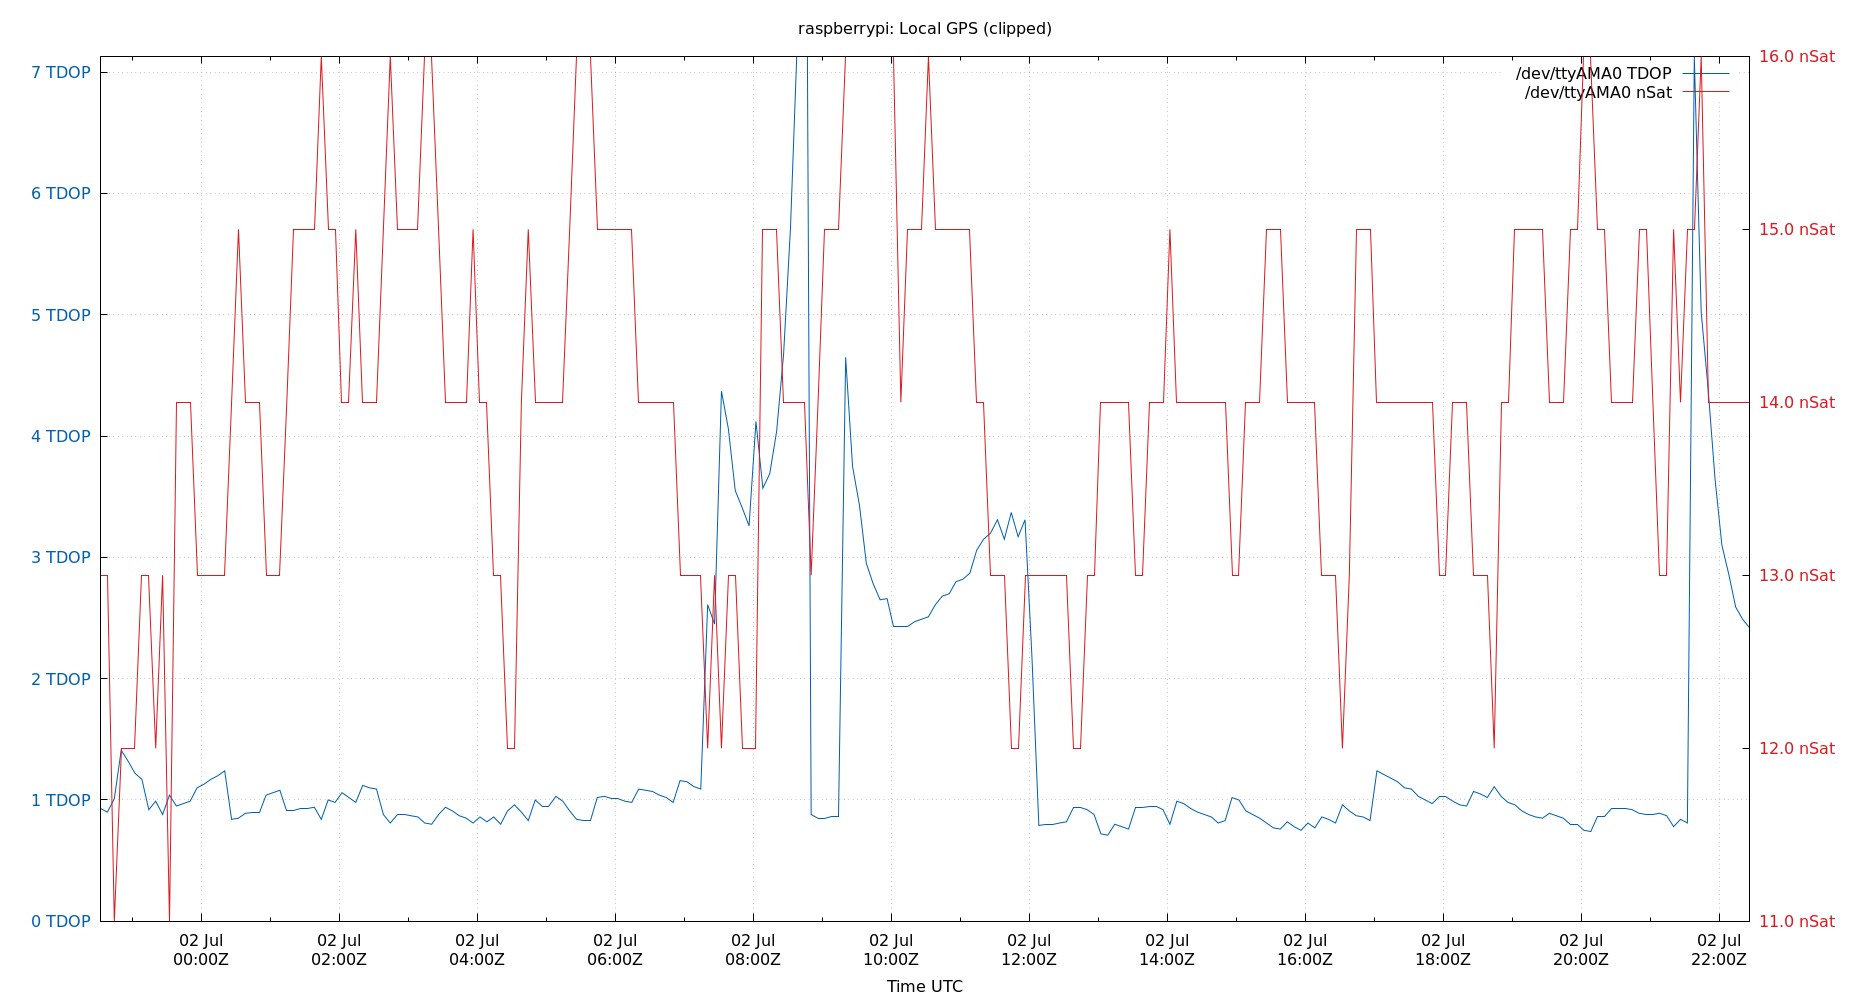 raspberrypi: Local GPS (clipped)
7 TDOP
6 TDOP
5 TDOP
4 TDOP
3 TDOP
2 TDOP
1 TDOP
0 TDOP
16.0 nSat
15.0 nSat
14.0 nSat
13.0 nSat
12.0 nSat
11.0 nSat
/dev/ttyAMA0 TDOP
/dev/ttyAMA0 nSat
02 Jul 02 Jul 02 Jul 02 Jul 02 Jul 02 Jul 02 Jul 02 Jul 02 Jul 02 Jul 02 Jul 02 Jul
00:00Z 02:00Z 04:00Z 06:00Z 08:00Z 10:00Z 12:00Z 14:00Z 16:00Z 18:00Z 20:00Z 22:00Z
Time UTC